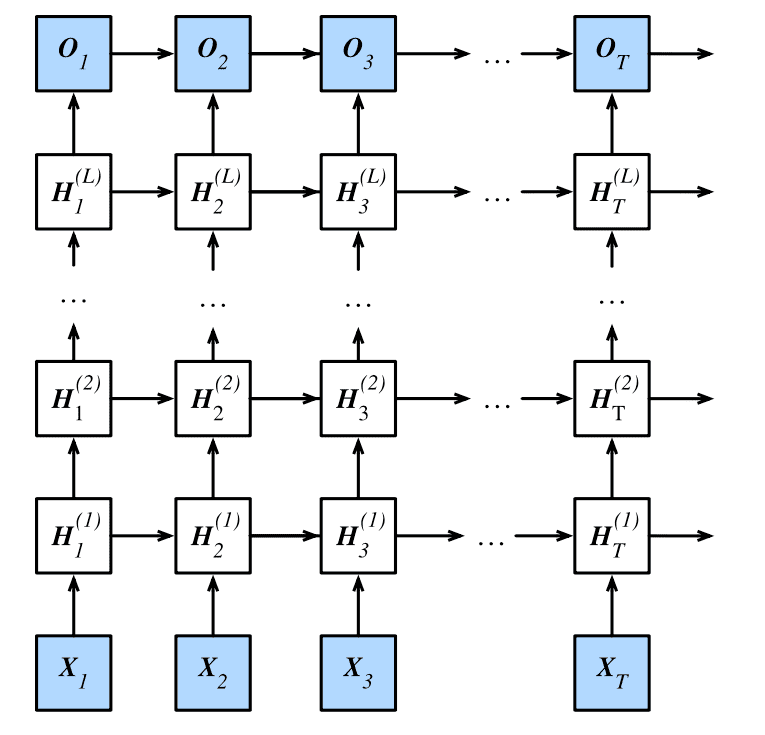 O_1 O_2 O_3 ... O_T
H_1^(L) H_2^(L) H_3^(L) ... H_T^(L)
... ... ... ...
H_1^(2) H_2^(2) H_3^(2) ... H_T^(2)
H_1^(1) H_2^(1) H_3^(1) ... H_T^(1)
X_1 X_2 X_3 X_T